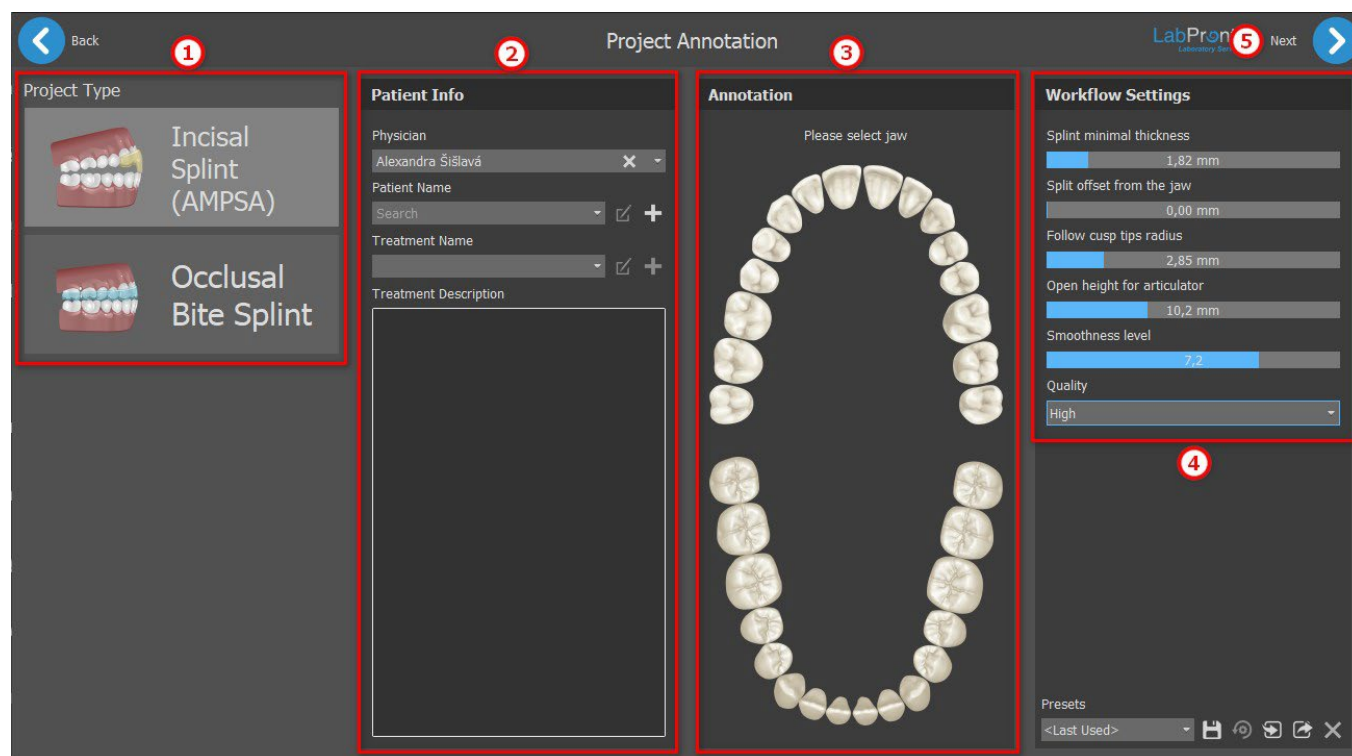 Back
Project Annotation
LabPront
Laboratory Ser
Next
1
2
3
5
Project Type
Incisal
Splint
(AMPSA)
Occlusal
Bite Splint
Patient Info
Physician
Alexandra Šišlavá
Patient Name
Search
Treatment Name
Treatment Description
Annotation
Please select jaw
Workflow Settings
Splint minimal thickness
1,82 mm
Split offset from the jaw
0,00 mm
Follow cusp tips radius
2,85 mm
Open height for articulator
10,2 mm
Smoothness level
7,2
Quality
High
4
Presets
<Last Used>